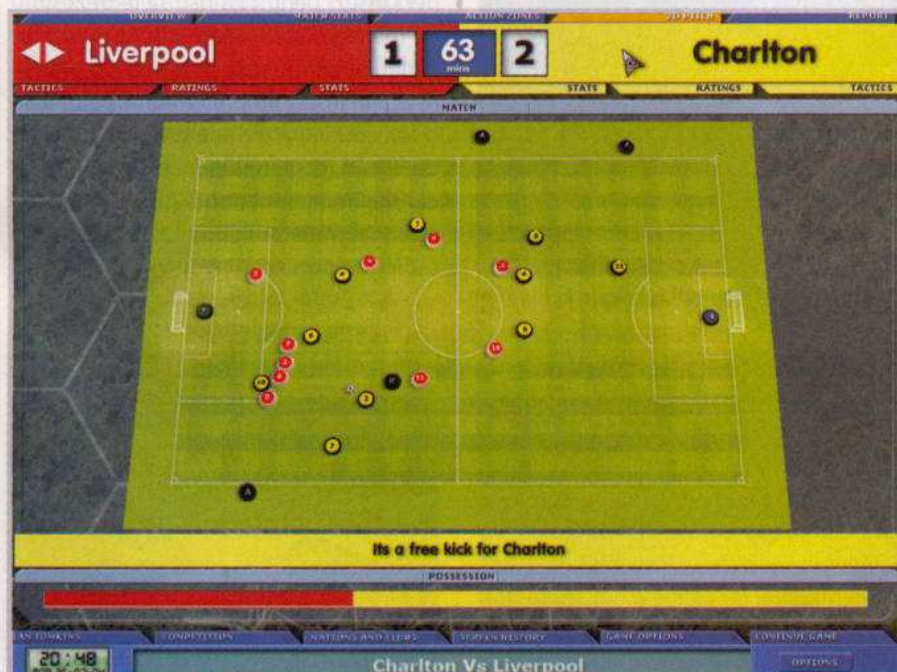 OVERVIEW
MATCH STATS
ACTION ZONES
2D PITCH
REPORT
Liverpool
1
63
mins
2
Charlton
TACTICS
RATINGS
STATS
STATS
RATINGS
TACTICS
MATCH
Its a free kick for Charlton
POSSESSION
COMPETITION
NATIONS AND CLUBS
SCREEN HISTORY
GAME OPTIONS
CONTINUE GAME
20:48
Charlton Vs Liverpool
OPTIONS